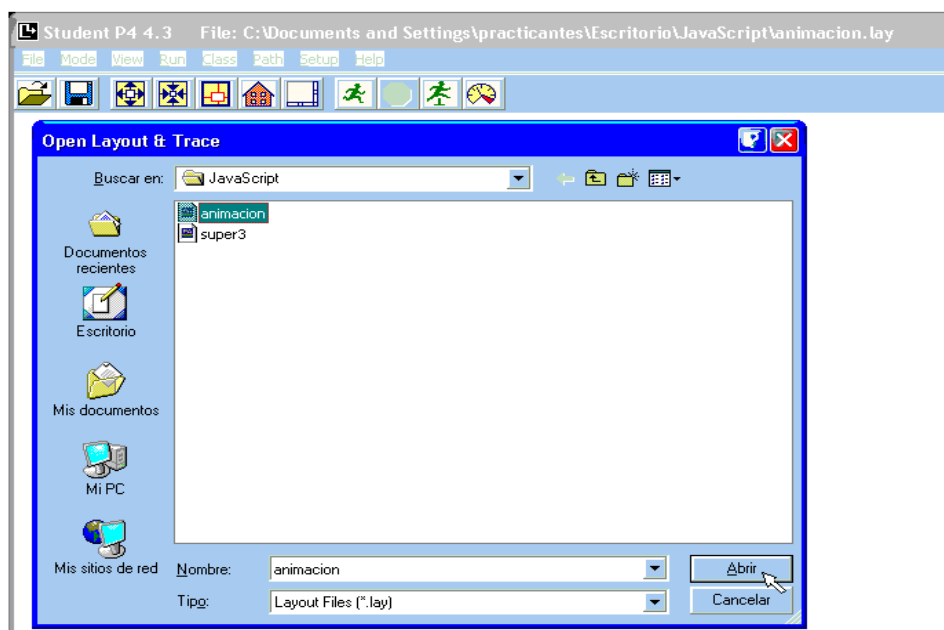 Student P4 4.3 File: C:\Documents and Settings\practicantes\Escritorio\JavaScript\animacion.lay
File Mode View Run Class Path Setup Help
Open Layout & Trace
Buscar en: JavaScript
animacion
super3
Documentos
recientes
Escritorio
Mis documentos
Mi PC
Mis sitios de red
Nombre: animacion Abrir
Tipo: Layout Files (*.lay) Cancelar